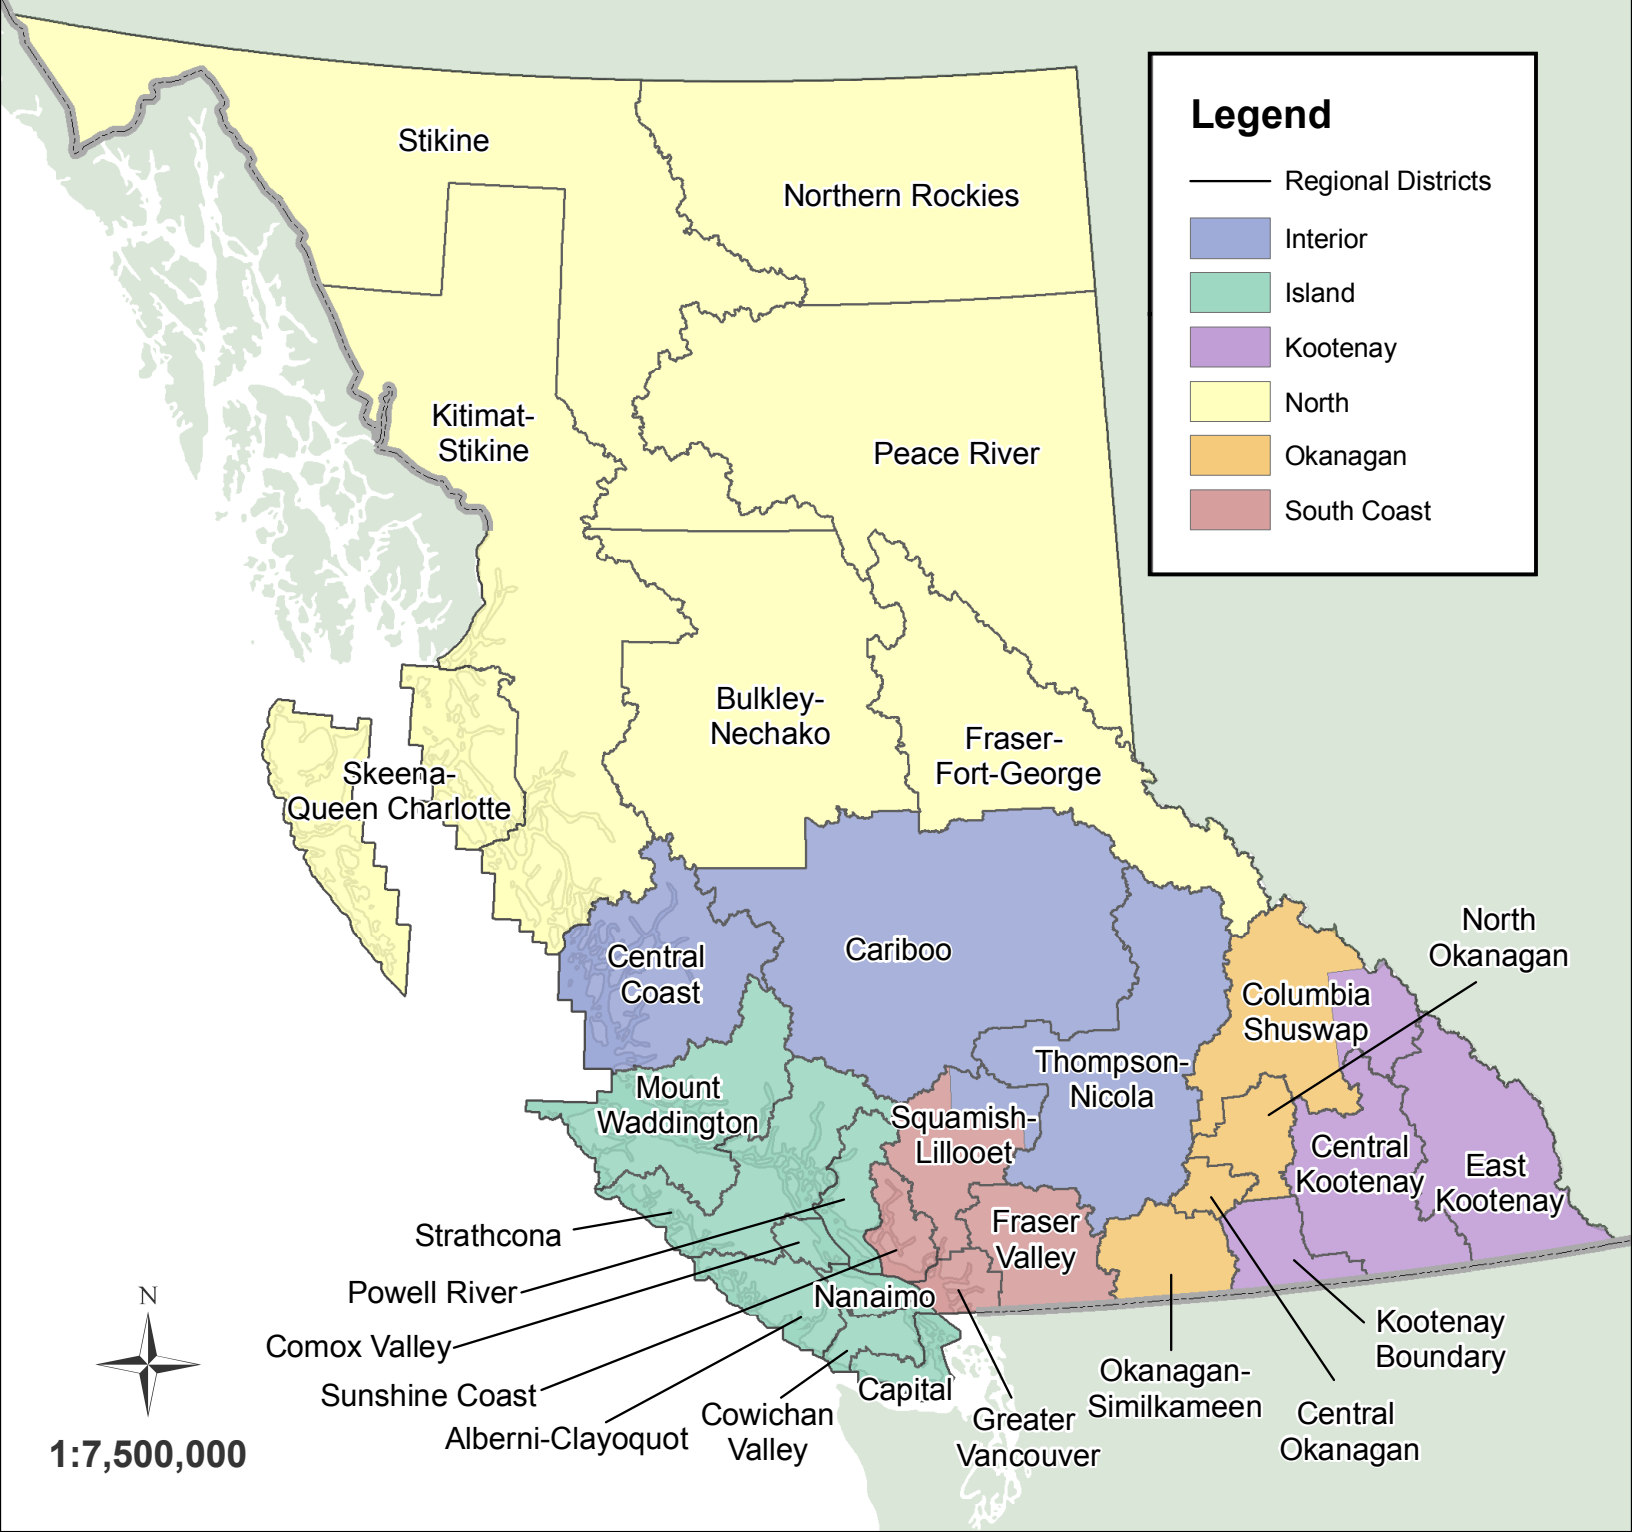 Legend
Regional Districts
Interior
Island
Kootenay
North
Okanagan
South Coast
Stikine
Northern Rockies
Kitimat-
Stikine
Peace River
Bulkley-
Nechako
Fraser-
Fort-George
Skeena-
Queen Charlotte
North
Okanagan
Central
Coast
Cariboo
Columbia
Shuswap
Thompson-
Nicola
Mount
Waddington
Squamish-
Lillooet
Central
Kootenay
East
Kootenay
Strathcona
Fraser
Valley
Powell River
Nanaimo
Comox Valley
Kootenay
Boundary
Sunshine Coast
Capital
Okanagan-
Similkameen
Alberni-Clayoquot
Cowichan
Valley
Greater
Vancouver
Central
Okanagan
N
1:7,500,000